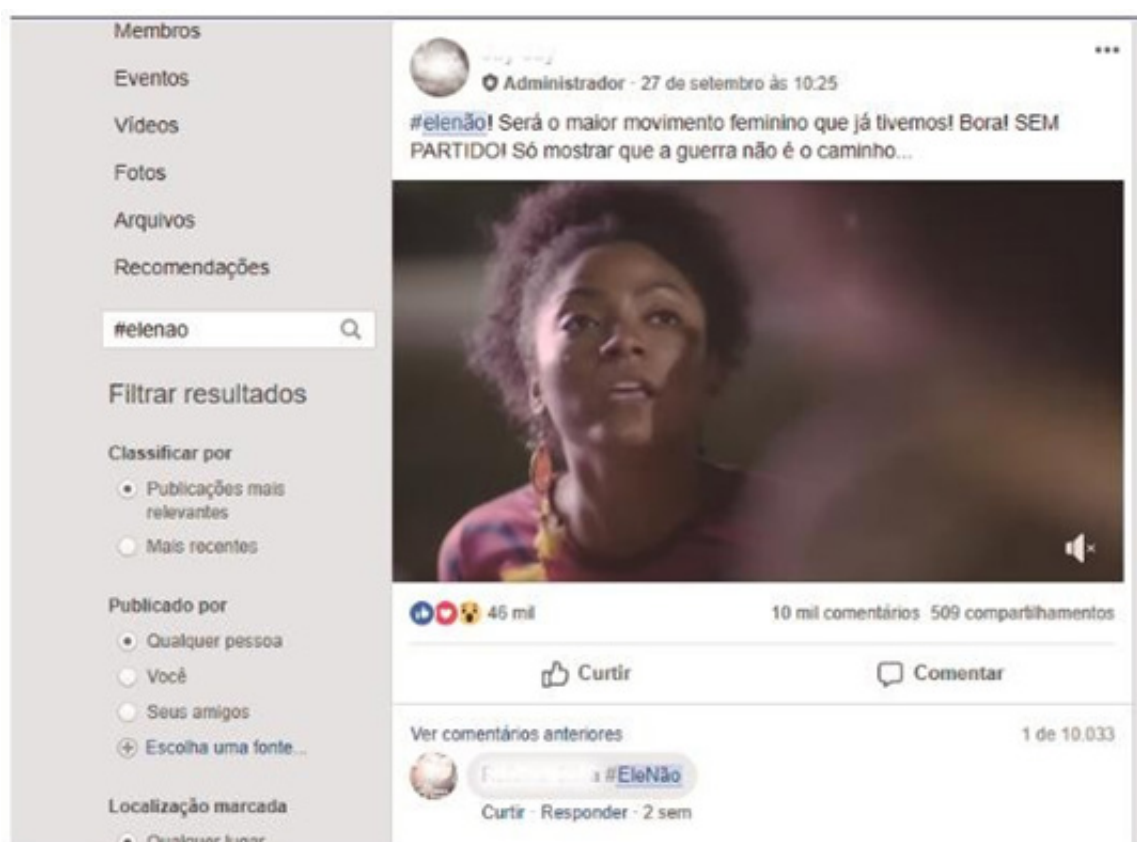 Membros
Eventos
Vídeos
Fotos
Arquivos
Recomendações
#elenao
Filtrar resultados
Classificar por
Publicações mais
relevantes
Mais recentes
Publicado por
Qualquer pessoa
Você
Seus amigos
Escolha uma fonte...
Localização marcada
Qualquer lugar
Administrador · 27 de setembro às 10:25
#elenão! Será o maior movimento feminino que já tivemos! Bora! SEM
PARTIDO! Só mostrar que a guerra não é o caminho...
46 mil
10 mil comentários 509 compartilhamentos
Curtir
Comentar
Ver comentários anteriores
1 de 10.033
#EleNão
Curtir · Responder · 2 sem